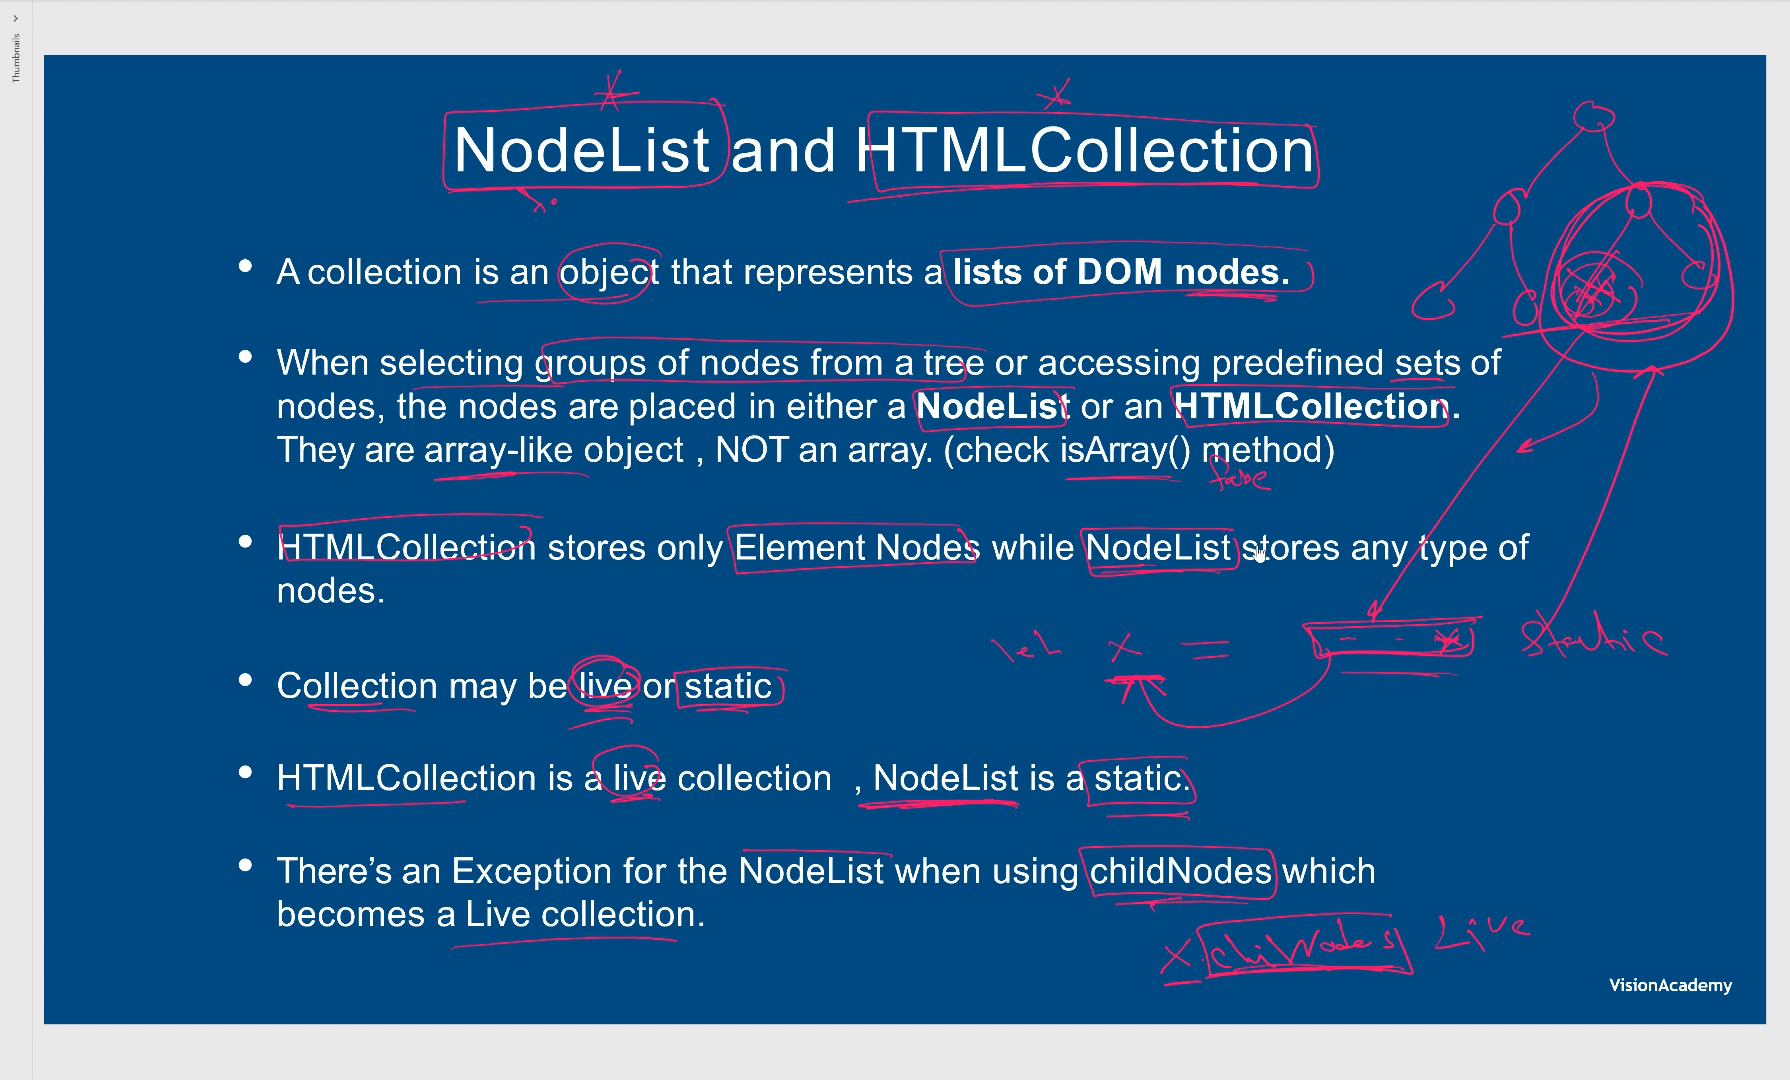 Thumbnails
NodeList and HTMLCollection
• A collection is an object that represents a lists of DOM nodes.
• When selecting groups of nodes from a tree or accessing predefined sets of
nodes, the nodes are placed in either a NodeList or an HTMLCollection.
They are array-like object , NOT an array. (check isArray() method)
false
• HTMLCollection stores only Element Nodes while NodeList stores any type of
nodes.
let x = static
• Collection may be live or static
• HTMLCollection is a live collection , NodeList is a static.
• There’s an Exception for the NodeList when using childNodes which
becomes a Live collection.
x.chilNodes Live
VisionAcademy